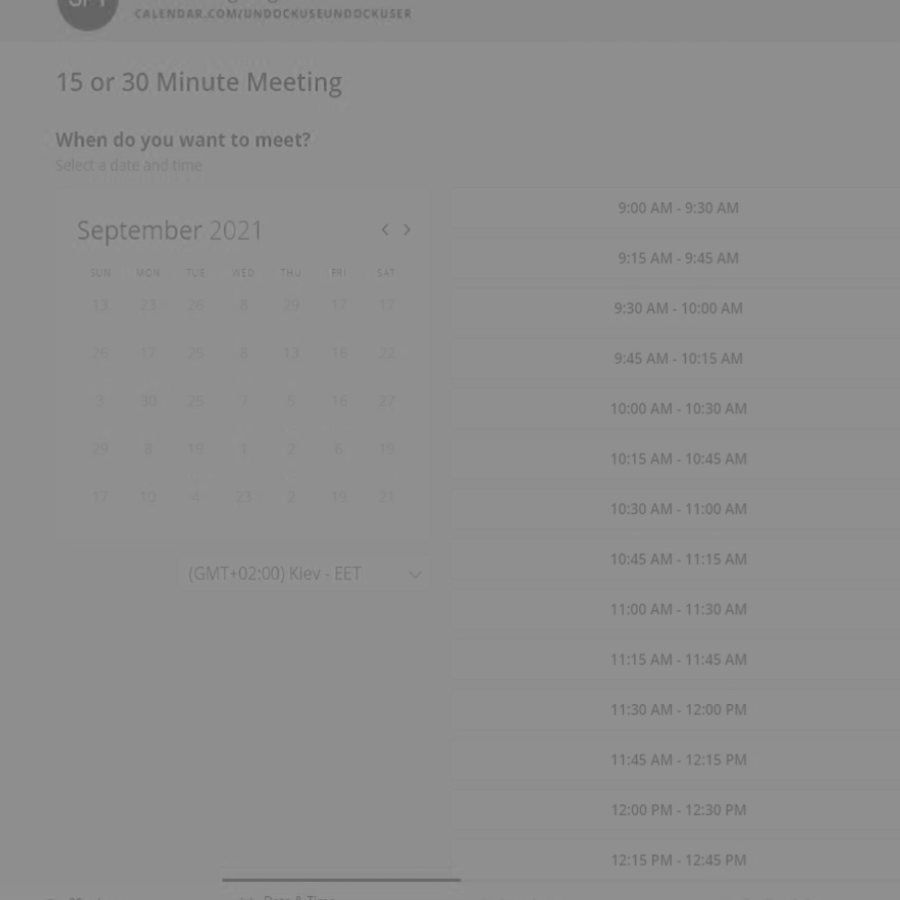 CALENDAR.COM/UNDOCKUSEUNDOCKUSER
15 or 30 Minute Meeting
When do you want to meet?
Select a date and time
September 2021
SUN MON TUE WED THU FRI SAT
13 23 26 8 29 17 17
26 17 25 8 13 16 22
3 30 25 7 5 16 27
29 8 19 1 2 6 19
17 10 4 23 2 19 21
(GMT+02:00) Kiev - EET
9:00 AM - 9:30 AM
9:15 AM - 9:45 AM
9:30 AM - 10:00 AM
9:45 AM - 10:15 AM
10:00 AM - 10:30 AM
10:15 AM - 10:45 AM
10:30 AM - 11:00 AM
10:45 AM - 11:15 AM
11:00 AM - 11:30 AM
11:15 AM - 11:45 AM
11:30 AM - 12:00 PM
11:45 AM - 12:15 PM
12:00 PM - 12:30 PM
12:15 PM - 12:45 PM